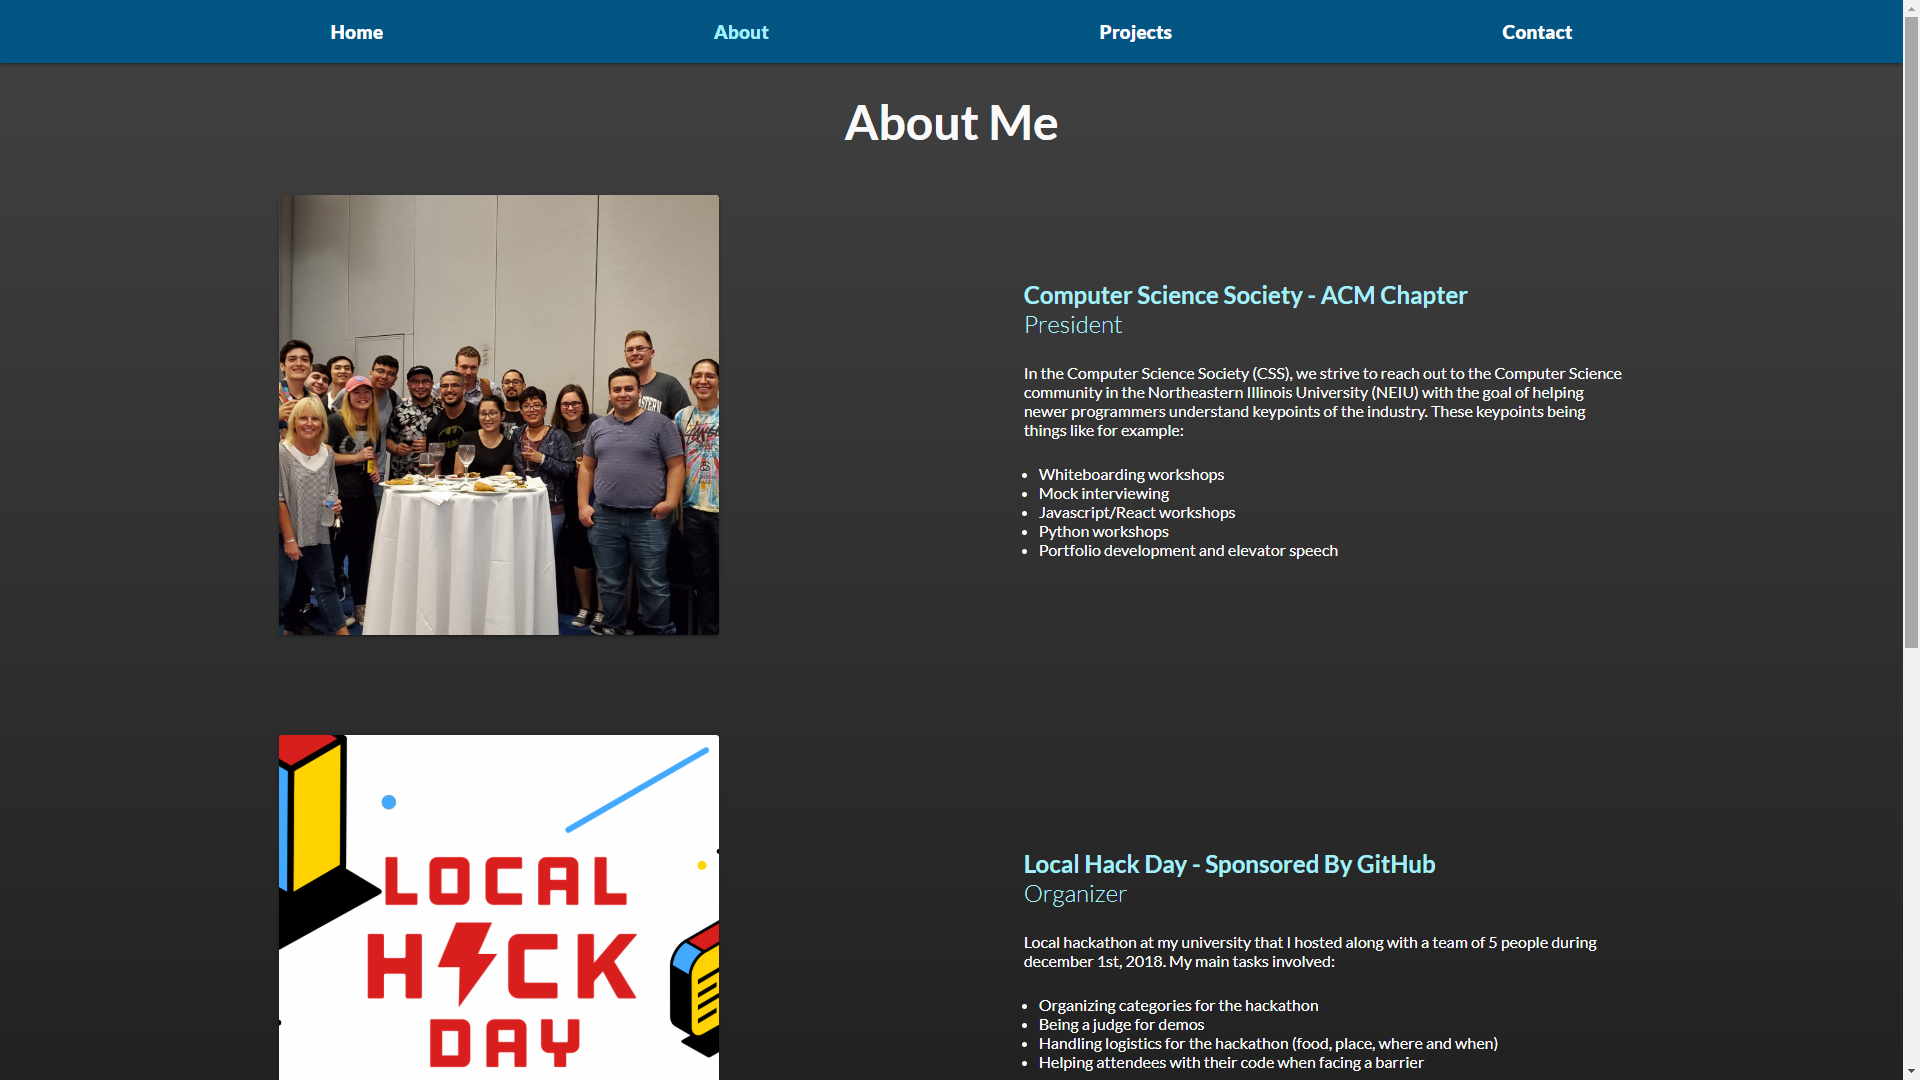 Home
About
Projects
Contact
About Me
Computer Science Society - ACM Chapter
President
In the Computer Science Society (CSS), we strive to reach out to the Computer Science
community in the Northeastern Illinois University (NEIU) with the goal of helping
newer programmers understand keypoints of the industry. These keypoints being
things like for example:
Whiteboarding workshops
Mock interviewing
Javascript/React workshops
Python workshops
Portfolio development and elevator speech
LOCAL
HACK
DAY
Local Hack Day - Sponsored By GitHub
Organizer
Local hackathon at my university that I hosted along with a team of 5 people during
december 1st, 2018. My main tasks involved:
Organizing categories for the hackathon
Being a judge for demos
Handling logistics for the hackathon (food, place, where and when)
Helping attendees with their code when facing a barrier